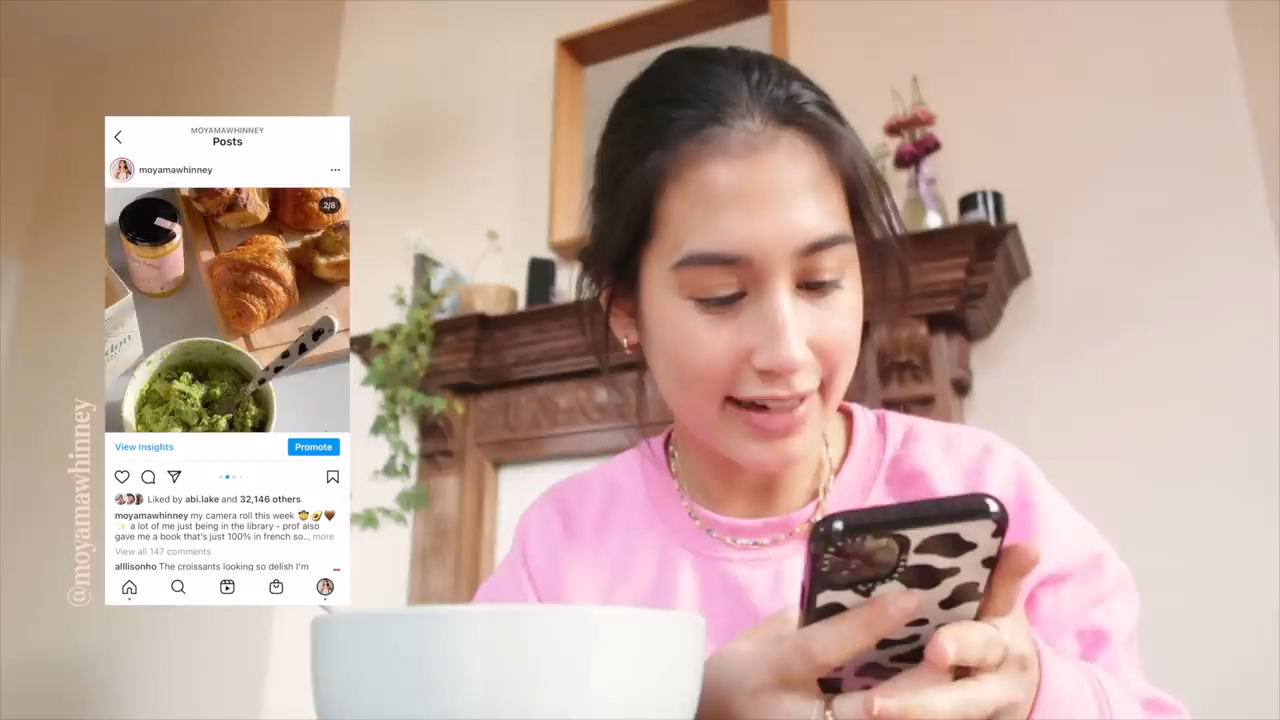 MOYAMAWHINNEY
Posts
moyamawhinney
2/8
View Insights
Promote
Liked by abi.lake and 32,146 others
moyamawhinney my camera roll this week 🤠🥑🤎
✨ a lot of me just being in the library - prof also
gave me a book that's just 100% in french so... more
View all 147 comments
alllisonho The croissants looking so delish I'm
@moyamawhinney